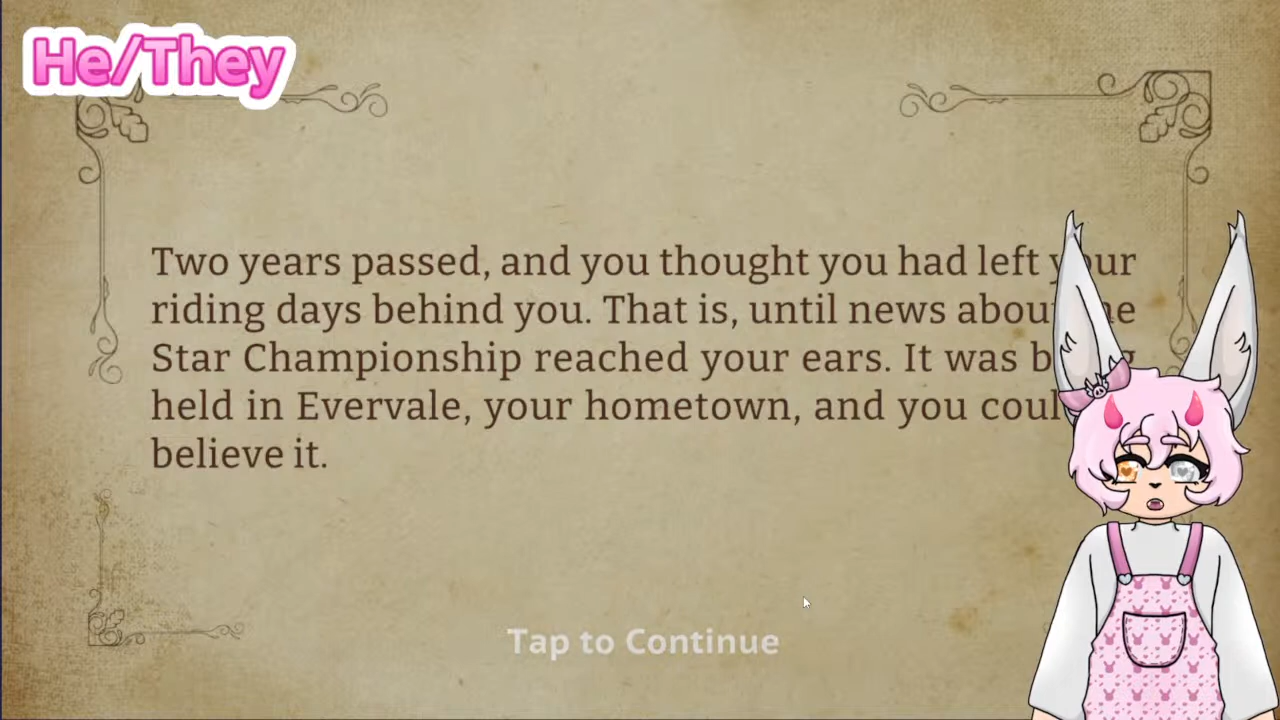 He/They
Two years passed, and you thought you had left your
riding days behind you. That is, until news about
Star Championship reached your ears. It was
held in Evervale, your hometown, and you
believe it.
Tap to Continue